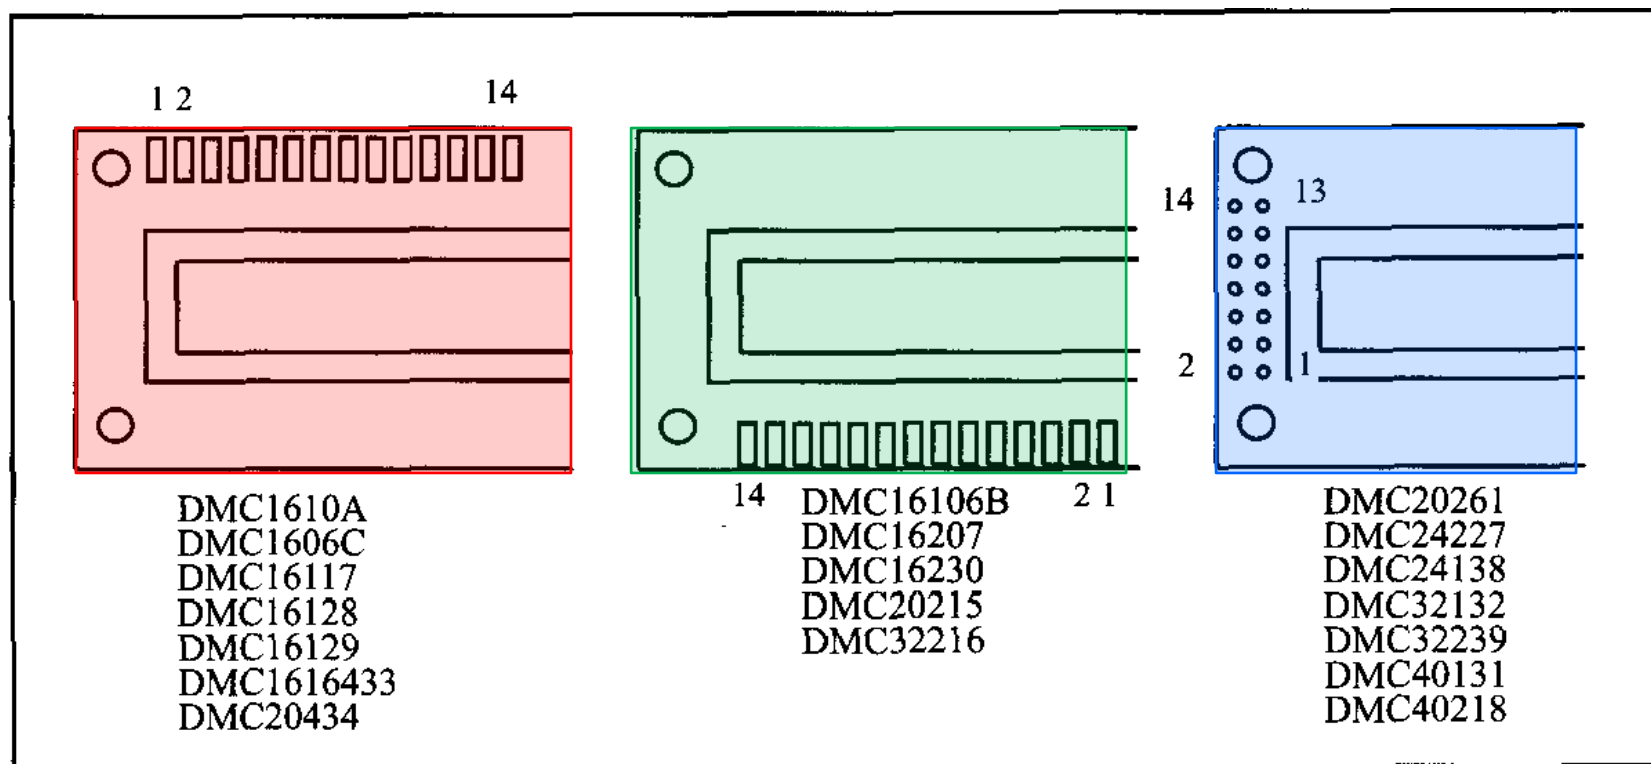 1 2 14
14 13
2 1
14 2 1
DMC1610A
DMC1606C
DMC16117
DMC16128
DMC16129
DMC1616433
DMC20434
DMC16106B
DMC16207
DMC16230
DMC20215
DMC32216
DMC20261
DMC24227
DMC24138
DMC32132
DMC32239
DMC40131
DMC40218